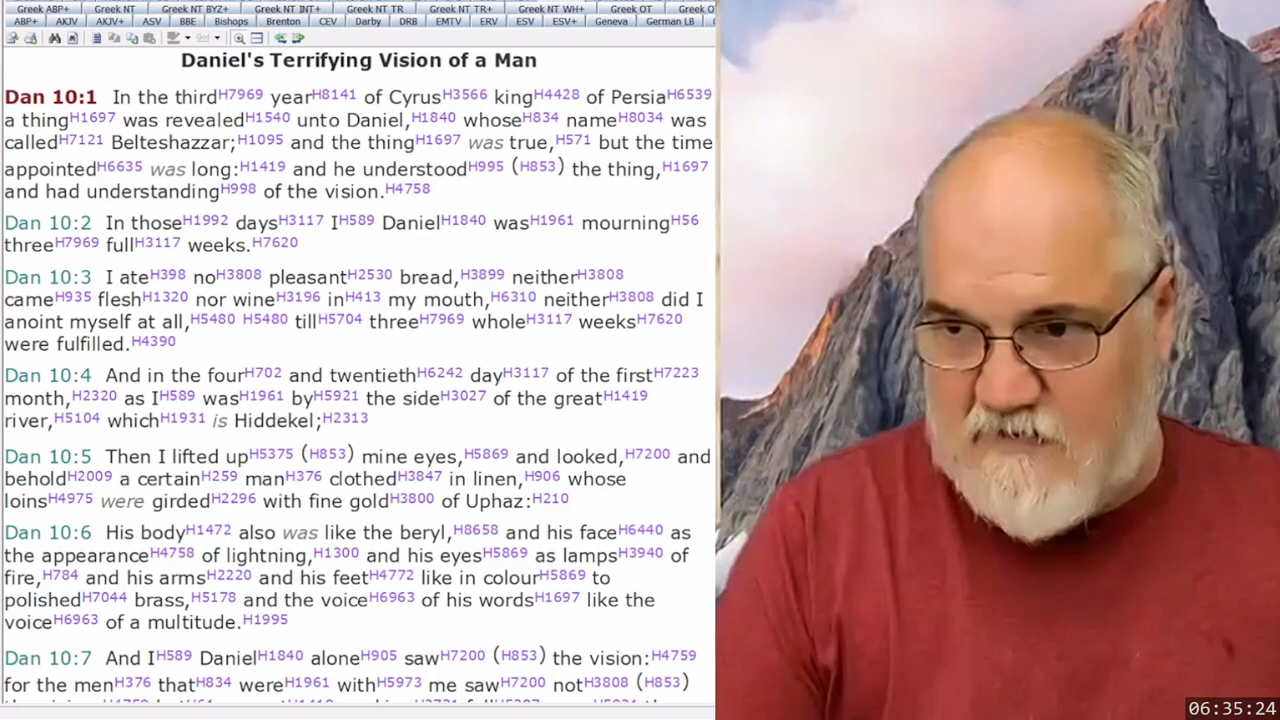 Greek ABP+ Greek NT Greek NT BYZ+ Greek NT INT+ Greek NT TR Greek NT TR+ Greek NT WH+ Greek OT Greek OT
ABP+ AKJV AKJV+ ASV BBE Bishops Brenton CEV Darby DRB EMTV ERV ESV ESV+ Geneva German LB
Daniel's Terrifying Vision of a Man
Dan 10:1 In the thirdH7969 yearH8141 of CyrusH3566 kingH4428 of PersiaH6539
a thingH1697 was revealedH1540 unto Daniel,H1840 whoseH834 nameH8034 was
calledH7121 Belteshazzar;H1095 and the thingH1697 was true,H571 but the time
appointedH6635 was long:H1419 and he understoodH995 (H853) the thing,H1697
and had understandingH998 of the vision.H4758
Dan 10:2 In thoseH1992 daysH3117 IH589 DanielH1840 wasH1961 mourningH56
threeH7969 fullH3117 weeks.H7620
Dan 10:3 I ateH398 noH3808 pleasantH2530 bread,H3899 neitherH3808
cameH935 fleshH1320 nor wineH3196 inH413 my mouth,H6310 neitherH3808 did I
anoint myself at all,H5480 H5480 tillH5704 threeH7969 wholeH3117 weeksH7620
were fulfilled.H4390
Dan 10:4 And in the fourH702 and twentiethH6242 dayH3117 of the firstH7223
month,H2320 as IH589 wasH1961 byH5921 the sideH3027 of the greatH1419
river,H5104 whichH1931 is Hiddekel;H2313
Dan 10:5 Then I lifted upH5375 (H853) mine eyes,H5869 and looked,H7200 and
beholdH2009 a certainH259 manH376 clothedH3847 in linen,H906 whose
loinsH4975 were girdedH2296 with fine goldH3800 of Uphaz:H210
Dan 10:6 His bodyH1472 also was like the beryl,H8658 and his faceH6440 as
the appearanceH4758 of lightning,H1300 and his eyesH5869 as lampsH3940 of
fire,H784 and his armsH2220 and his feetH4772 like in colourH5869 to
polishedH7044 brass,H5178 and the voiceH6963 of his wordsH1697 like the
voiceH6963 of a multitude.H1995
Dan 10:7 And IH589 DanielH1840 aloneH905 sawH7200 (H853) the vision:H4759
for the menH376 thatH834 wereH1961 withH5973 me sawH7200 notH3808 (H853)
06:35:24